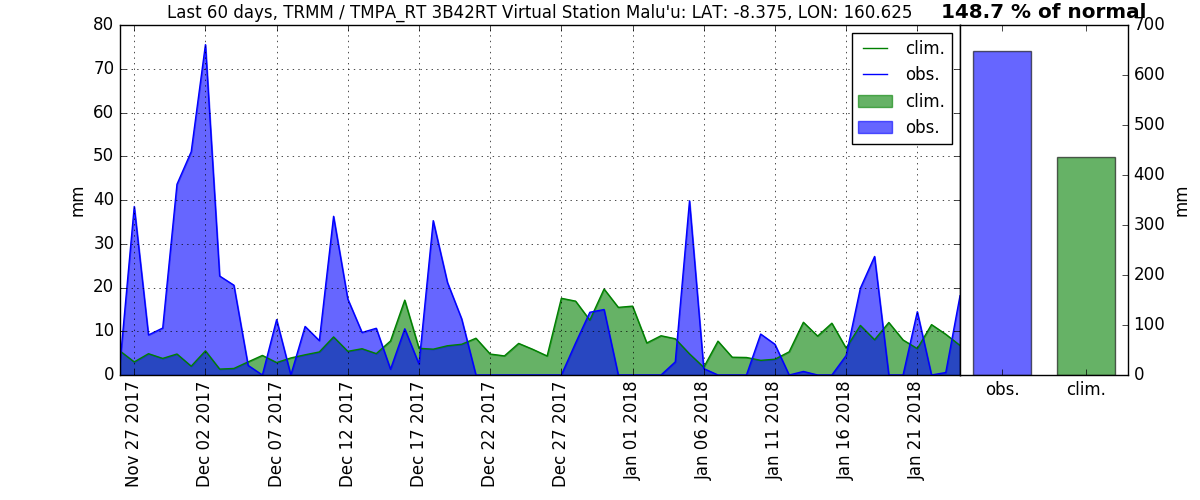 Last 60 days, TRMM / TMPA_RT 3B42RT Virtual Station Malu'u: LAT: -8.375, LON: 160.625
148.7 % of normal
80
70
60
50
40
30
20
10
0
mm
clim.
obs.
clim.
obs.
Nov 27 2017
Dec 02 2017
Dec 07 2017
Dec 12 2017
Dec 17 2017
Dec 22 2017
Dec 27 2017
Jan 01 2018
Jan 06 2018
Jan 11 2018
Jan 16 2018
Jan 21 2018
700
600
500
400
300
200
100
0
mm
obs.
clim.